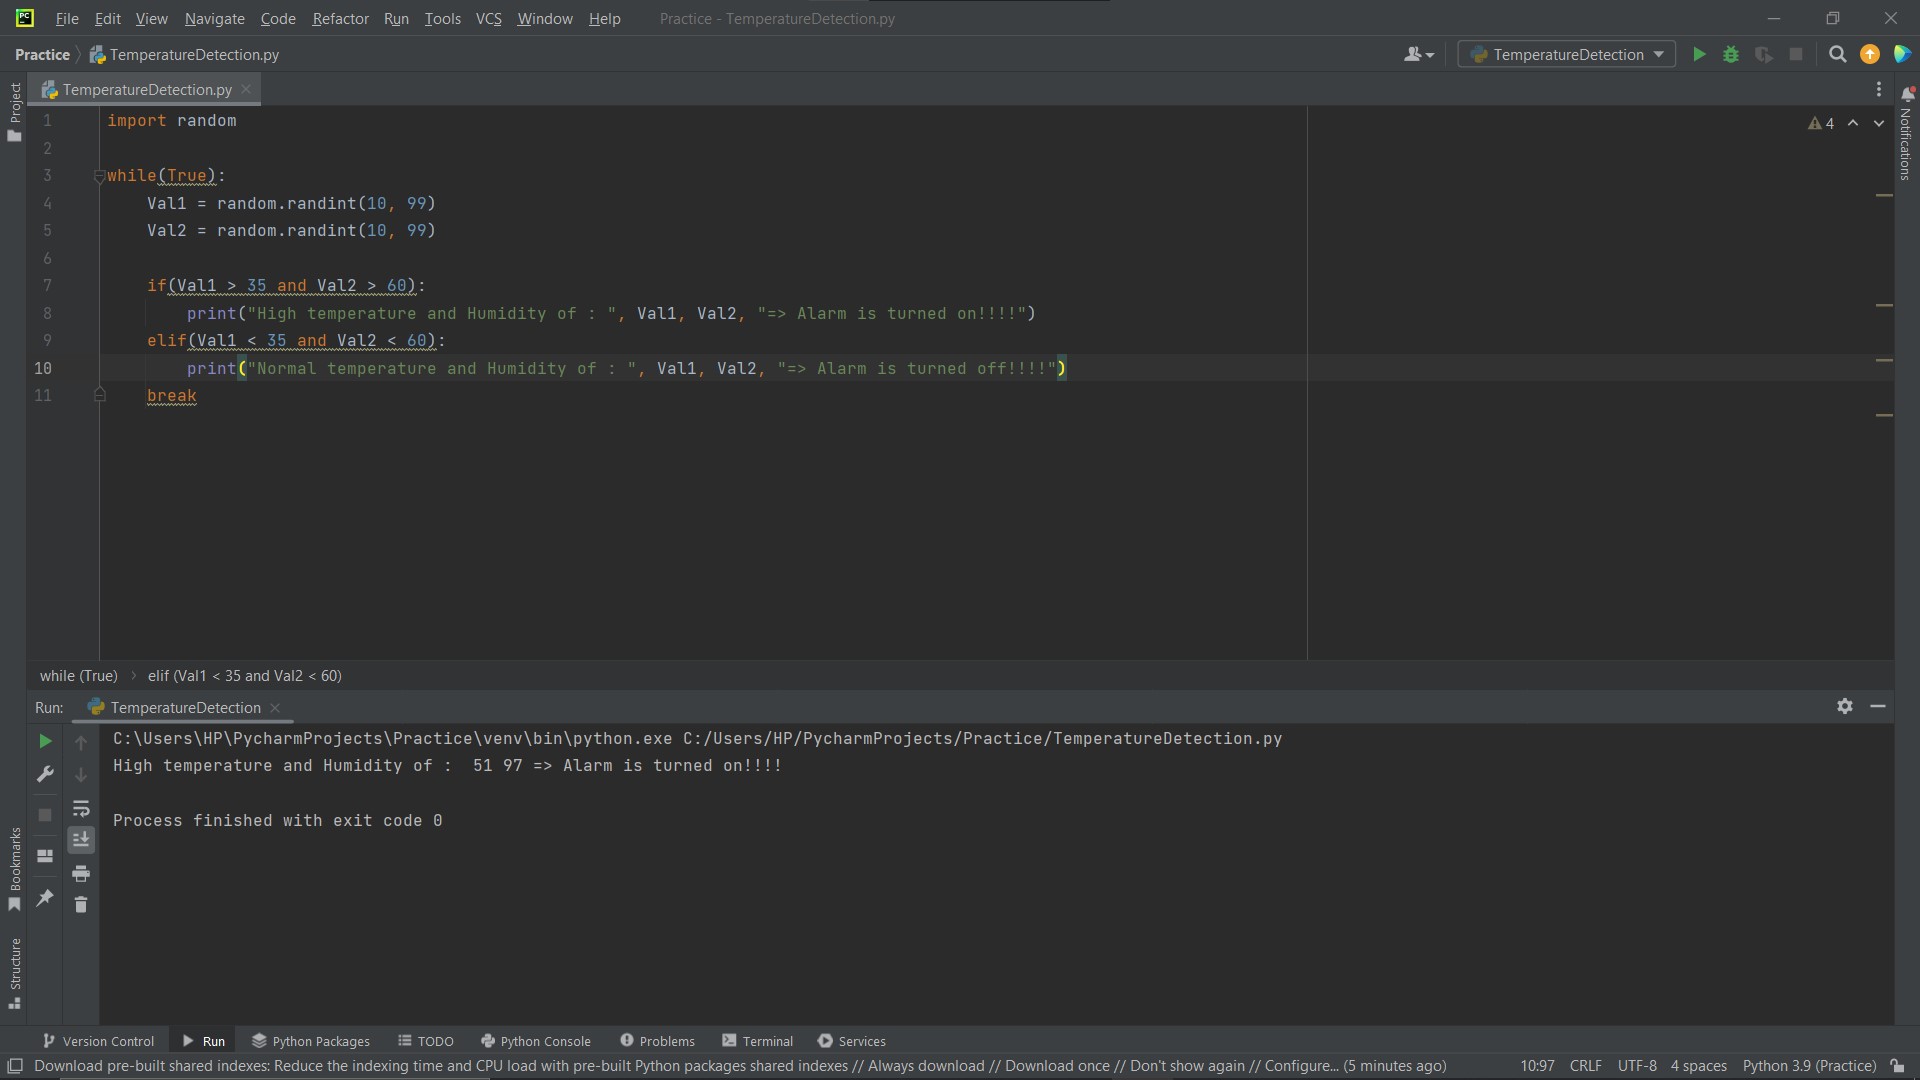 File Edit View Navigate Code Refactor Run Tools VCS Window Help Practice - TemperatureDetection.py
Practice TemperatureDetection.py TemperatureDetection
Project
TemperatureDetection.py
Notifications
4
1 import random
2
3 while(True):
4     Val1 = random.randint(10, 99)
5     Val2 = random.randint(10, 99)
6
7     if(Val1 > 35 and Val2 > 60):
8         print("High temperature and Humidity of : ", Val1, Val2, "=> Alarm is turned on!!!!")
9     elif(Val1 < 35 and Val2 < 60):
10         print("Normal temperature and Humidity of : ", Val1, Val2, "=> Alarm is turned off!!!!")
11     break
while (True) elif (Val1 < 35 and Val2 < 60)
Run: TemperatureDetection
C:\Users\HP\PycharmProjects\Practice\venv\bin\python.exe C:/Users/HP/PycharmProjects/Practice/TemperatureDetection.py
High temperature and Humidity of :  51 97 => Alarm is turned on!!!!
Process finished with exit code 0
Bookmarks
Structure
Version Control Run Python Packages TODO Python Console Problems Terminal Services
Download pre-built shared indexes: Reduce the indexing time and CPU load with pre-built Python packages shared indexes // Always download // Download once // Don't show again // Configure... (5 minutes ago) 10:97 CRLF UTF-8 4 spaces Python 3.9 (Practice)